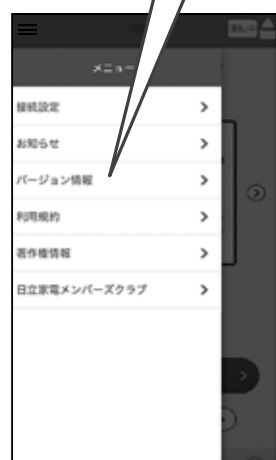 メニュー
接続設定
お知らせ
バージョン情報
利用規約
著作権情報
日立家電メンバーズクラブ